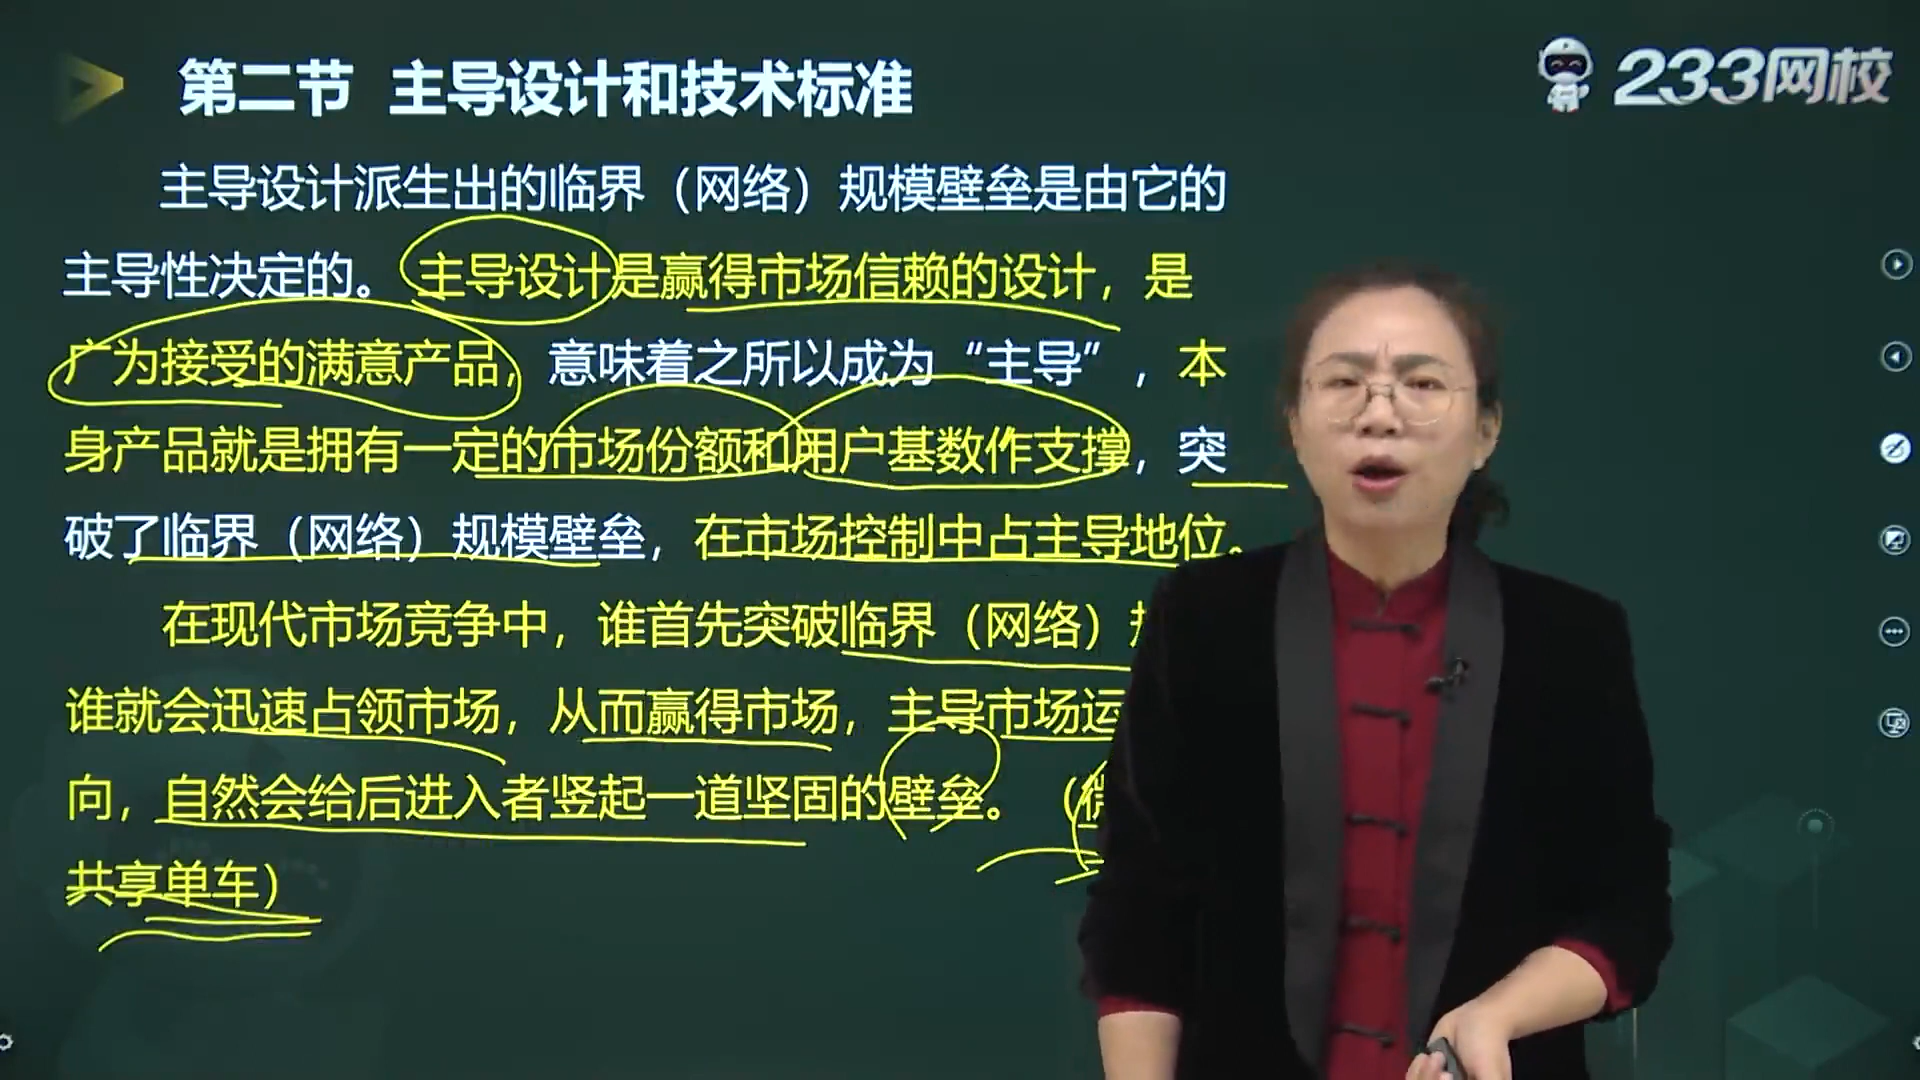 第二节 主导设计和技术标准
233网校
主导设计派生出的临界（网络）规模壁垒是由它的
主导性决定的。主导设计是赢得市场信赖的设计，是
广为接受的满意产品，意味着之所以成为“主导”，本
身产品就是拥有一定的市场份额和用户基数作支撑，突
破了临界（网络）规模壁垒，在市场控制中占主导地位。
在现代市场竞争中，谁首先突破临界（网络）
谁就会迅速占领市场，从而赢得市场，主导市场运
向，自然会给后进入者竖起一道坚固的壁垒。（
共享单车）